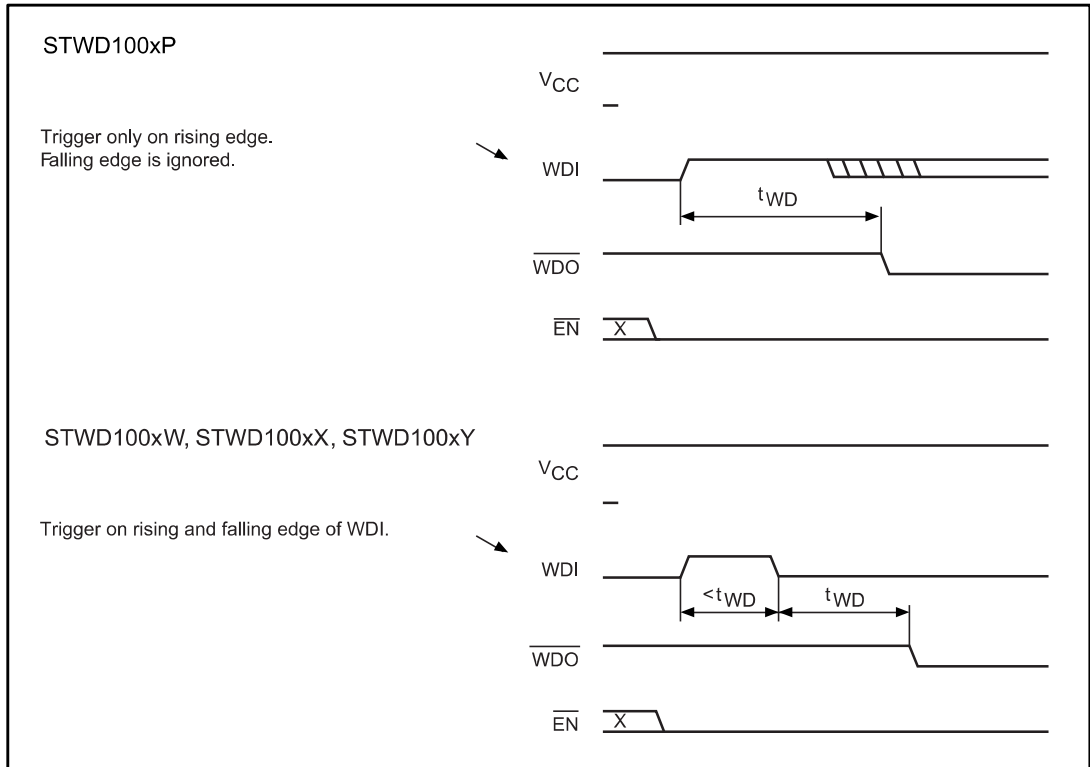 STWD100xP
VCC
Trigger only on rising edge.
Falling edge is ignored.
WDI
tWD
WDO
EN
X
STWD100xW, STWD100xX, STWD100xY
VCC
Trigger on rising and falling edge of WDI.
WDI
<tWD
tWD
WDO
EN
X